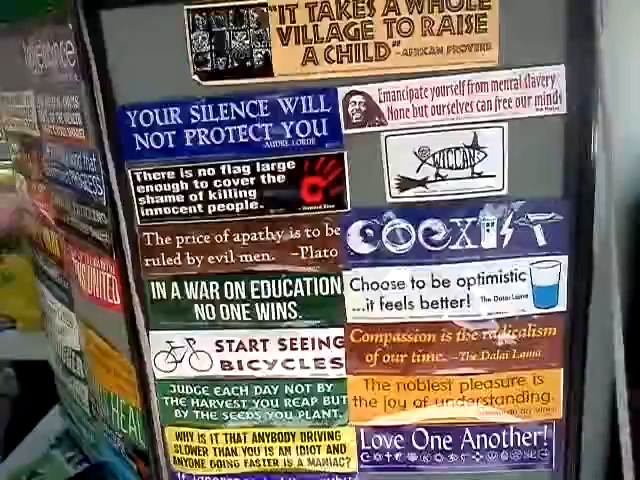 "IT TAKES A WHOLE
VILLAGE TO RAISE
A CHILD" -AFRICAN PROVERB
Emancipate yourself from mental slavery
None but ourselves can free our minds
YOUR SILENCE WILL
NOT PROTECT YOU
AUDRE LORDE
WICCAN
There is no flag large
enough to cover the
shame of killing
innocent people.
- Howard Zinn
COEXIST
The price of apathy is to be
ruled by evil men. -Plato
Choose to be optimistic
...it feels better! The Dalai Lama
IN A WAR ON EDUCATION
NO ONE WINS.
START SEEING
BICYCLES
Compassion is the radicalism
of our time. -The Dalai Lama
JUDGE EACH DAY NOT BY
THE HARVEST YOU REAP BUT
BY THE SEEDS YOU PLANT.
The noblest pleasure is
the joy of understanding.
WHY IS IT THAT ANYBODY DRIVING
SLOWER THAN YOU IS AN IDIOT AND
ANYONE GOING FASTER IS A MANIAC?
Love One Another!
UNITED
HEAL